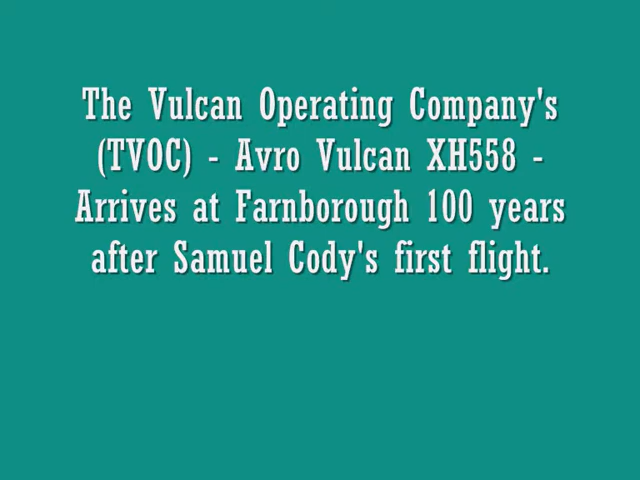 The Vulcan Operating Company's
(TVOC) - Avro Vulcan XH558 -
Arrives at Farnborough 100 years
after Samuel Cody's first flight.